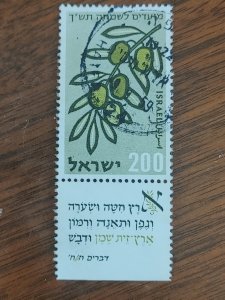 מועדים לשמחה תש"ך
ISRAEL
ישראל
200
ארץ חטה ושערה
וגפן ותאנה ורמון
ארץ-זית שמן ודבש
דברים ח/ח'